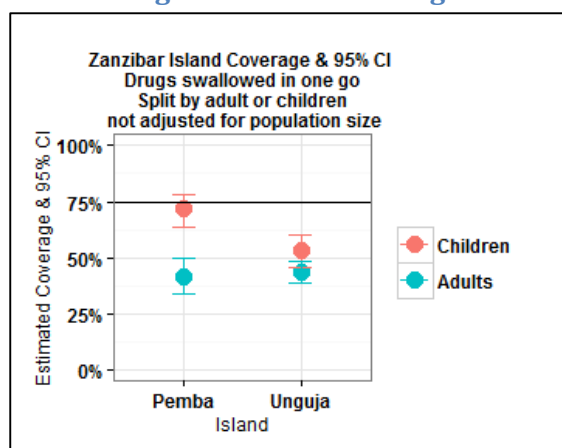 Zanzibar Island Coverage & 95% CI
Drugs swallowed in one go
Split by adult or children
not adjusted for population size
100%
75%
50%
25%
0%
Estimated Coverage & 95% CI
Pemba
Unguja
Island
Children
Adults